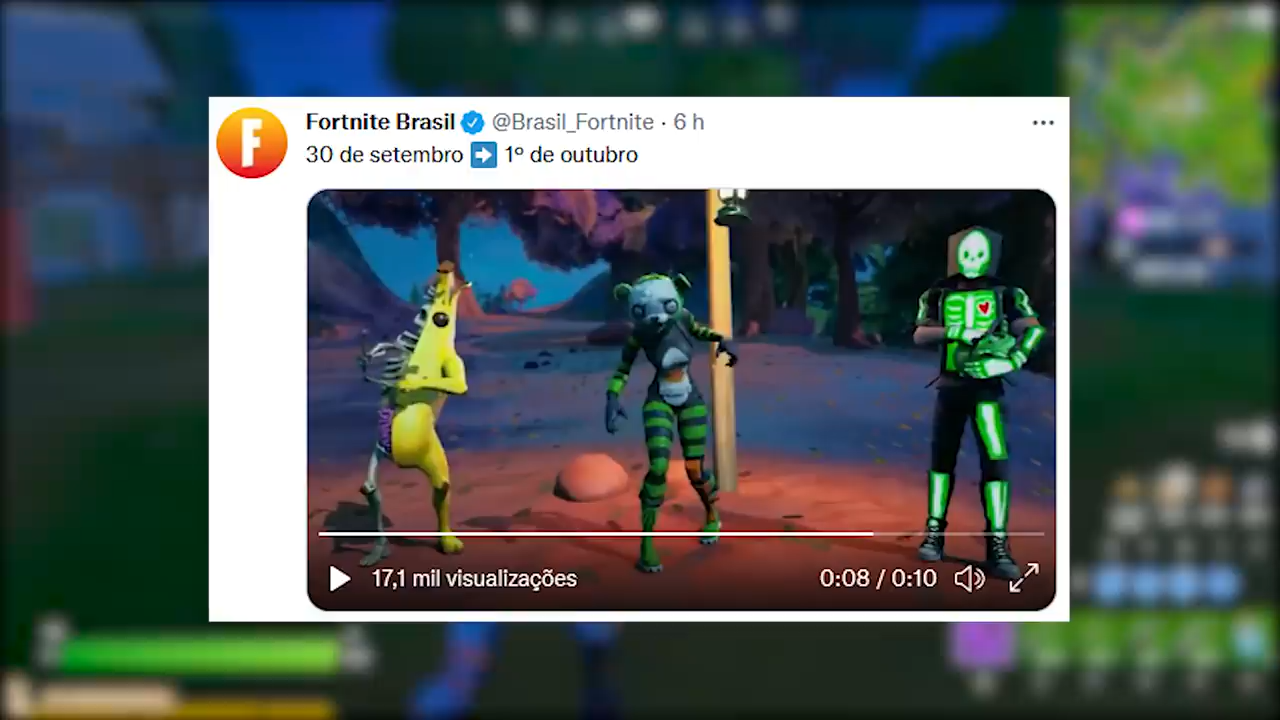 F
Fortnite Brasil @Brasil_Fortnite · 6 h
30 de setembro ➡ 1º de outubro
17,1 mil visualizações 0:08 / 0:10